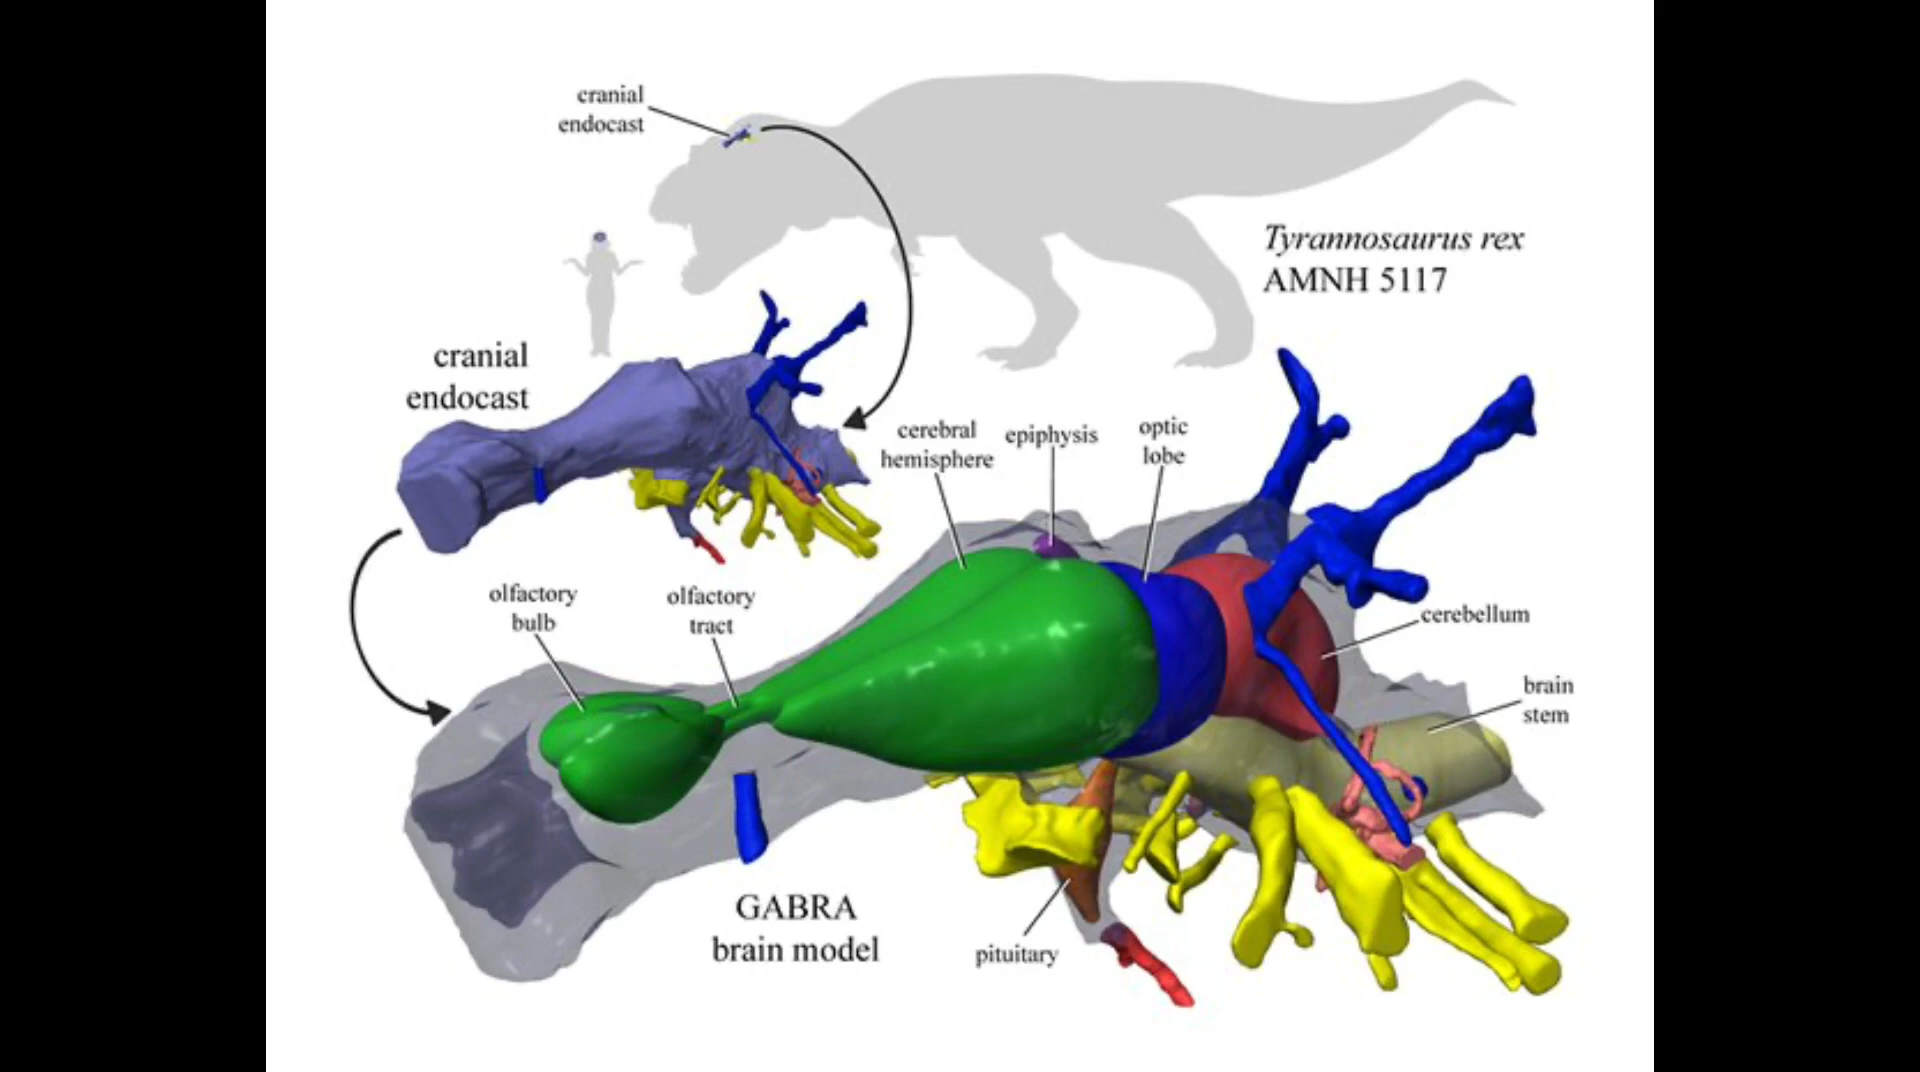 cranial
endocast
Tyrannosaurus rex
AMNH 5117
cranial
endocast
cerebral
hemisphere
epiphysis
optic
lobe
olfactory
bulb
olfactory
tract
cerebellum
brain
stem
GABRA
brain model
pituitary